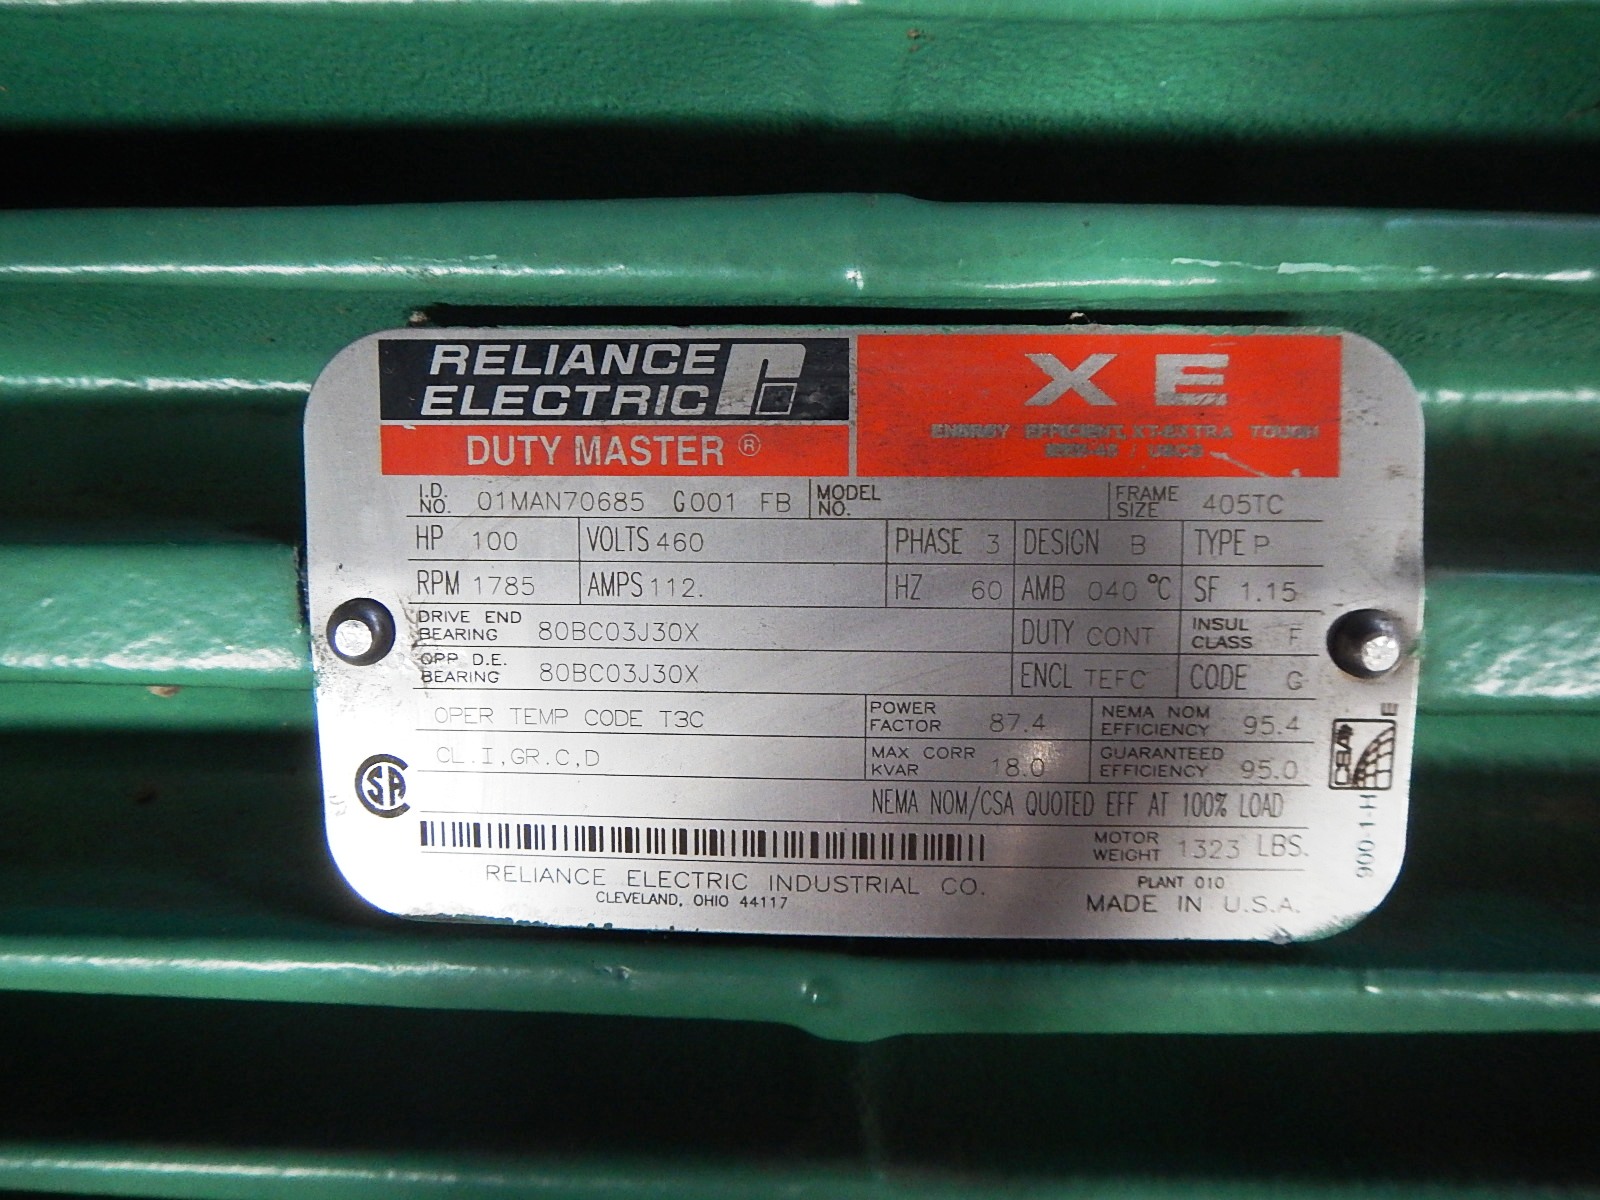 RELIANCE
ELECTRIC
DUTY MASTER ®
X E
ENERGY EFFICIENT, XT-EXTRA TOUGH
I.D. NO. 01MAN70685 G001 FB MODEL NO. FRAME SIZE 405TC
HP 100 VOLTS 460 PHASE 3 DESIGN B TYPE P
RPM 1785 AMPS 112. HZ 60 AMB 040 °C SF 1.15
DRIVE END BEARING 80BC03J30X DUTY CONT INSUL CLASS F
OPP D.E. BEARING 80BC03J30X ENCL TEFC CODE G
OPER TEMP CODE T3C POWER FACTOR 87.4 NEMA NOM EFFICIENCY 95.4
CL.I,GR.C,D MAX CORR KVAR 18.0 GUARANTEED EFFICIENCY 95.0
NEMA NOM/CSA QUOTED EFF AT 100% LOAD
MOTOR WEIGHT 1323 LBS.
RELIANCE ELECTRIC INDUSTRIAL CO.
CLEVELAND, OHIO 44117
PLANT 010
MADE IN U.S.A.
SA
E
900-1-H